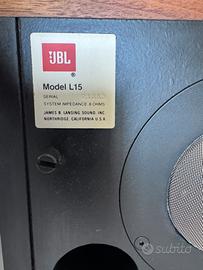 JBL
®
Model L15
SERIAL
SYSTEM IMPEDANCE 8 OHMS
JAMES B. LANSING SOUND, INC.
NORTHRIDGE, CALIFORNIA U.S.A.
subito